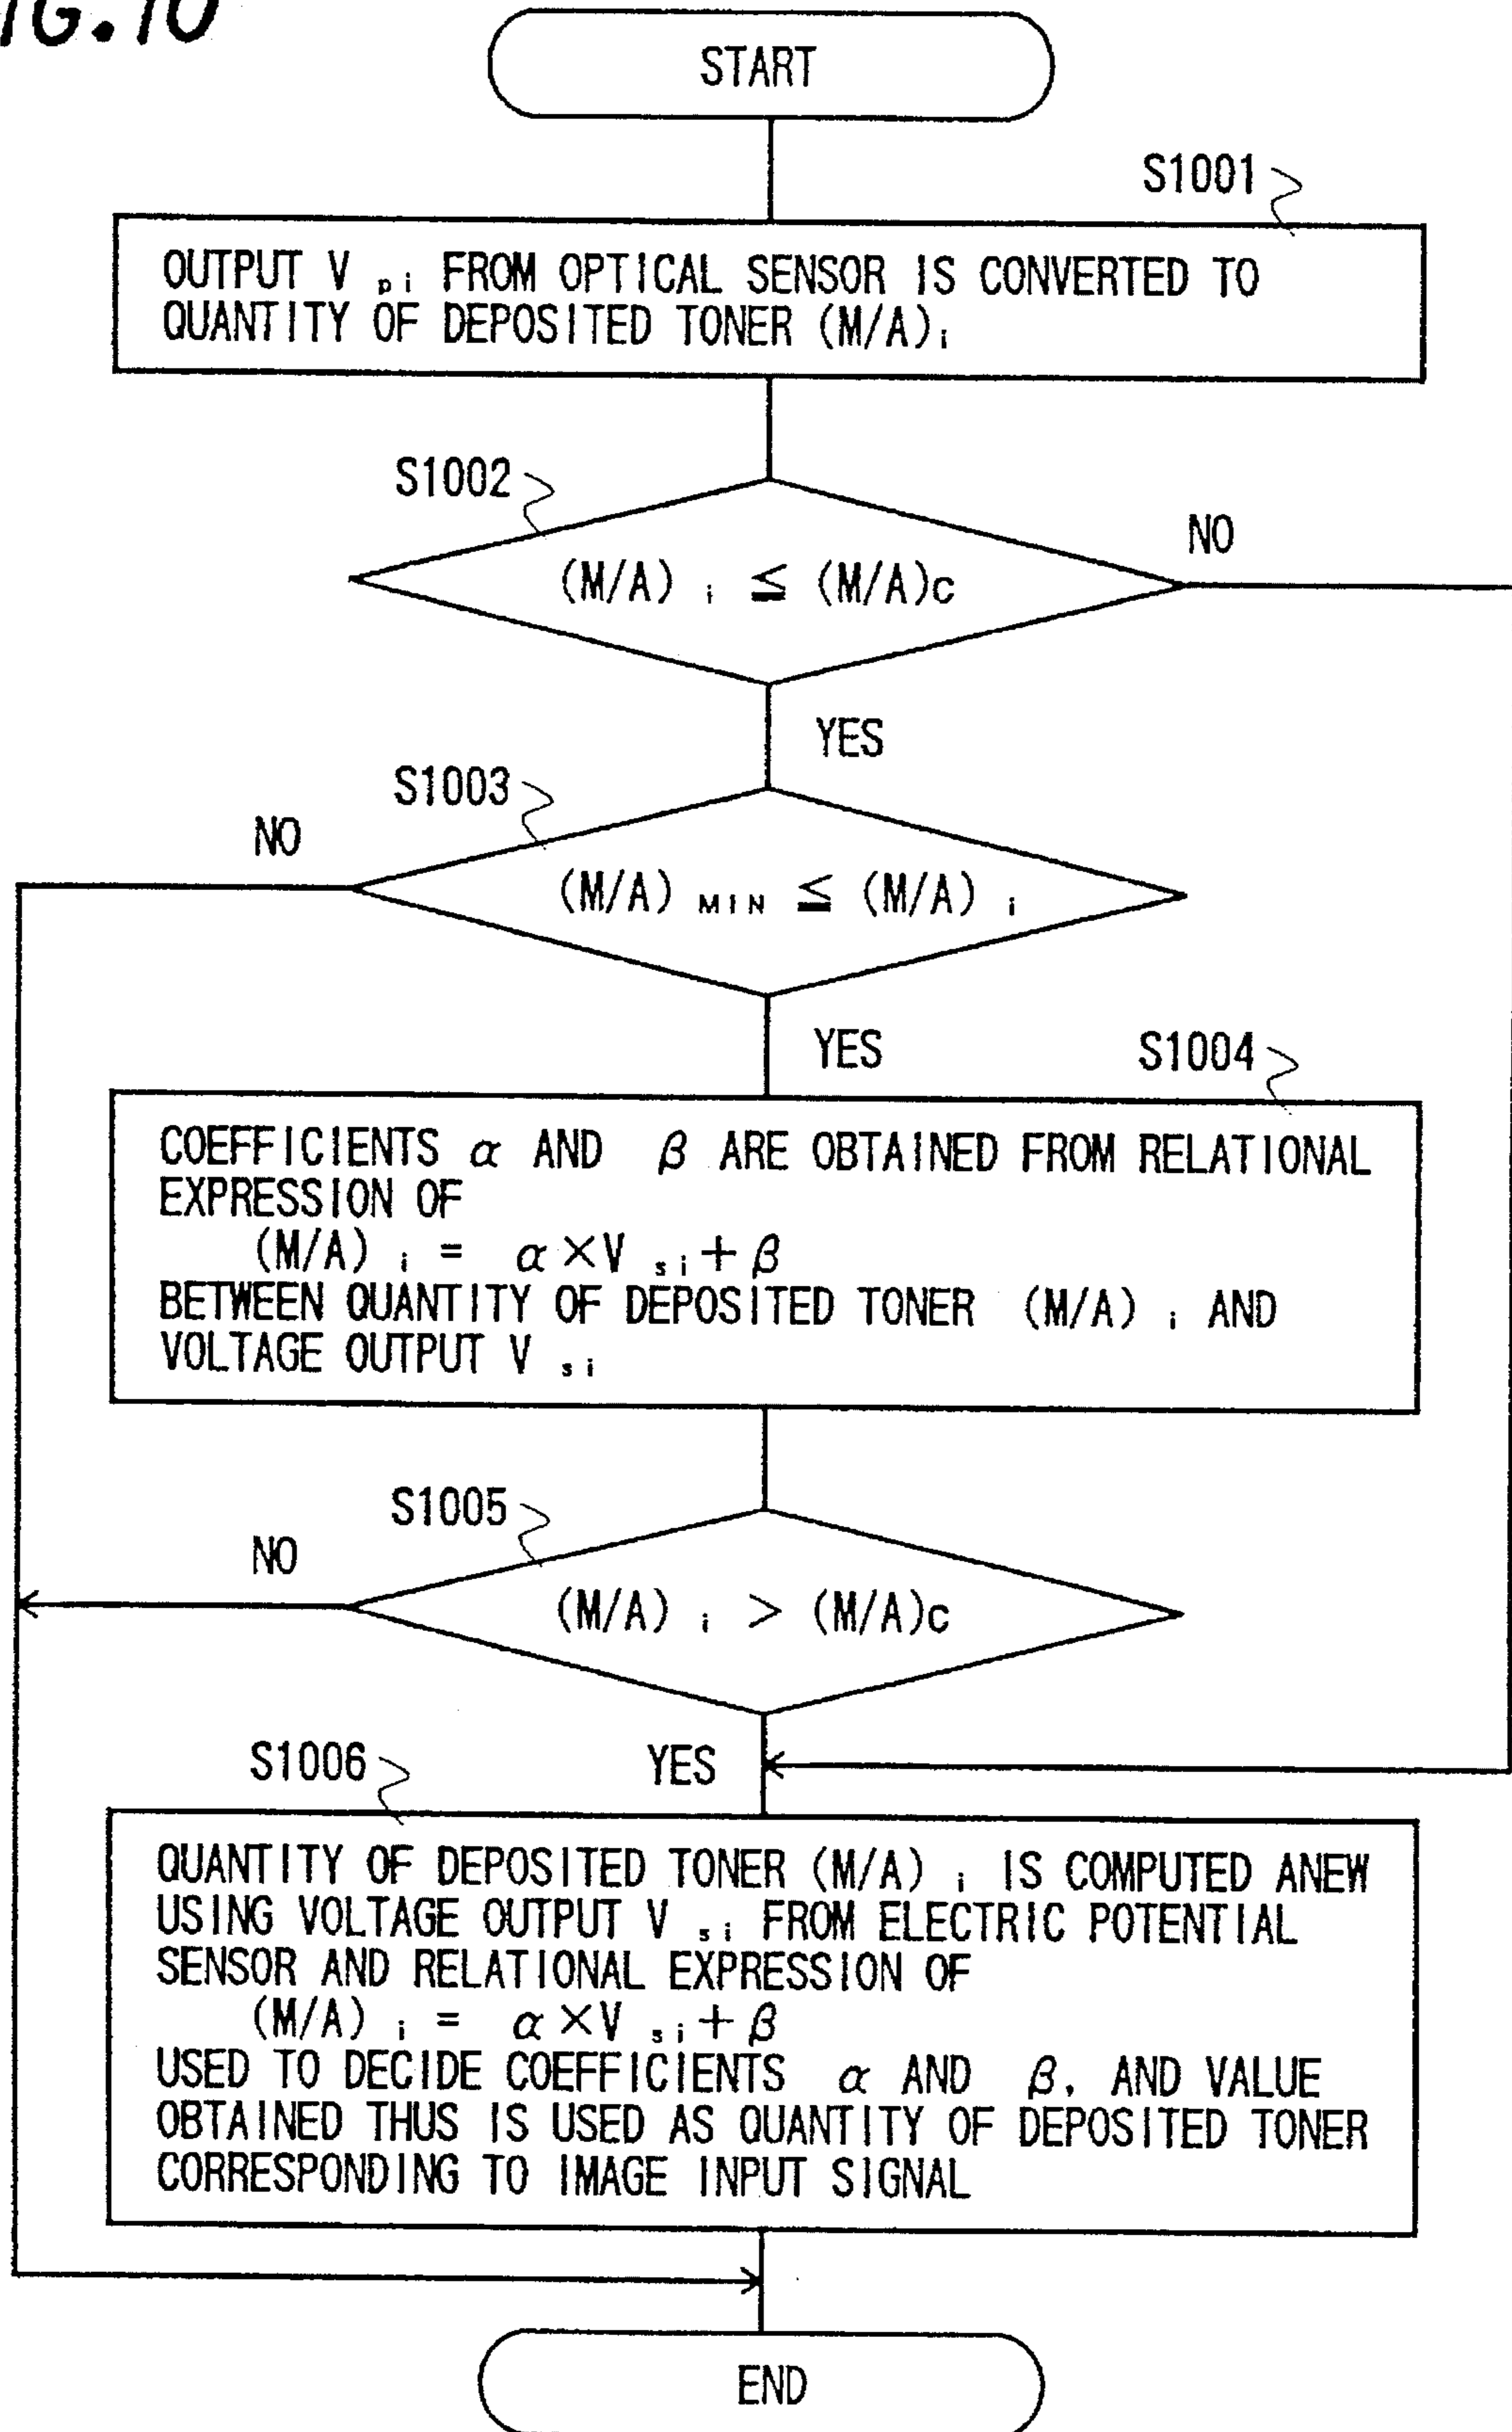 IG.10
START
S1001
OUTPUT V pi FROM OPTICAL SENSOR IS CONVERTED TO
QUANTITY OF DEPOSITED TONER (M/A)i
S1002
NO
(M/A) i ≦ (M/A)c
YES
S1003
NO
(M/A) MIN ≦ (M/A) i
YES
S1004
COEFFICIENTS α AND β ARE OBTAINED FROM RELATIONAL
EXPRESSION OF
(M/A) i = α×V si+β
BETWEEN QUANTITY OF DEPOSITED TONER (M/A) i AND
VOLTAGE OUTPUT V si
S1005
NO
(M/A) i > (M/A)c
YES
S1006
QUANTITY OF DEPOSITED TONER (M/A) i IS COMPUTED ANEW
USING VOLTAGE OUTPUT V si FROM ELECTRIC POTENTIAL
SENSOR AND RELATIONAL EXPRESSION OF
(M/A) i = α×V si+β
USED TO DECIDE COEFFICIENTS α AND β, AND VALUE
OBTAINED THUS IS USED AS QUANTITY OF DEPOSITED TONER
CORRESPONDING TO IMAGE INPUT SIGNAL
END